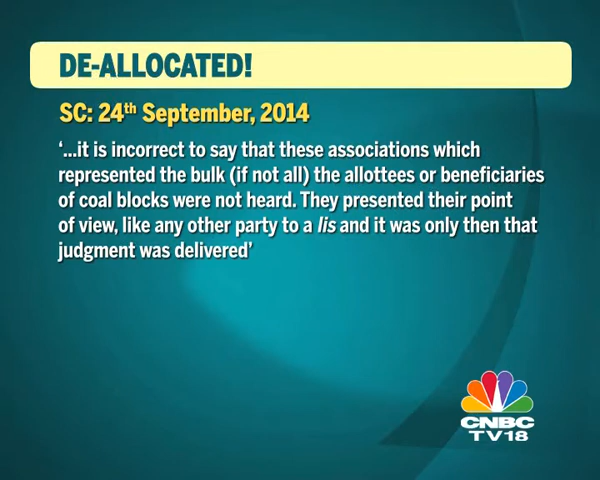 DE-ALLOCATED!
SC: 24th September, 2014
‘...it is incorrect to say that these associations which
represented the bulk (if not all) the allottees or beneficiaries
of coal blocks were not heard. They presented their point
of view, like any other party to a lis and it was only then that
judgment was delivered’
CNBC
TV18